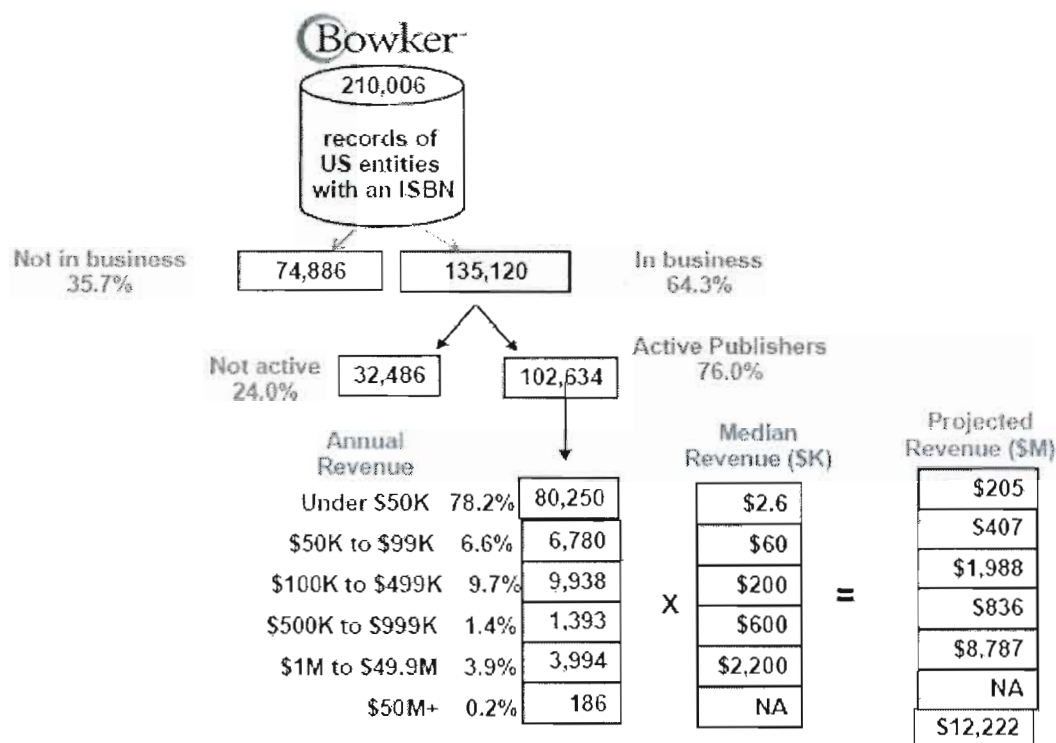 Bowker
210,006
records of
US entities
with an ISBN
Not in business
35.7%
74,886
135,120
In business
64.3%
Not active
24.0%
32,486
102,634
Active Publishers
76.0%
Annual
Revenue
Median
Revenue ($K)
Projected
Revenue ($M)
Under $50K 78.2% 80,250 $2.6 $205
$50K to $99K 6.6% 6,780 $60 $407
$100K to $499K 9.7% 9,938 $200 $1,988
$500K to $999K 1.4% 1,393 $600 $836
X =
$1M to $49.9M 3.9% 3,994 $2,200 $8,787
$50M+ 0.2% 186 NA NA
$12,222